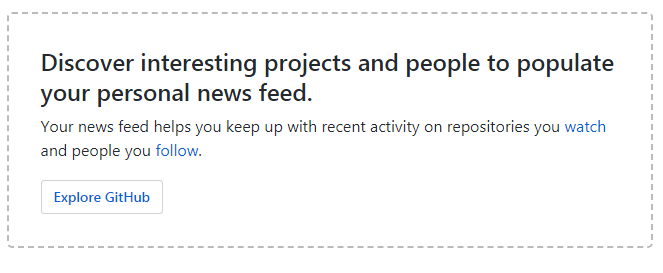 Discover interesting projects and people to populate
your personal news feed.
Your news feed helps you keep up with recent activity on repositories you watch
and people you follow.
Explore GitHub